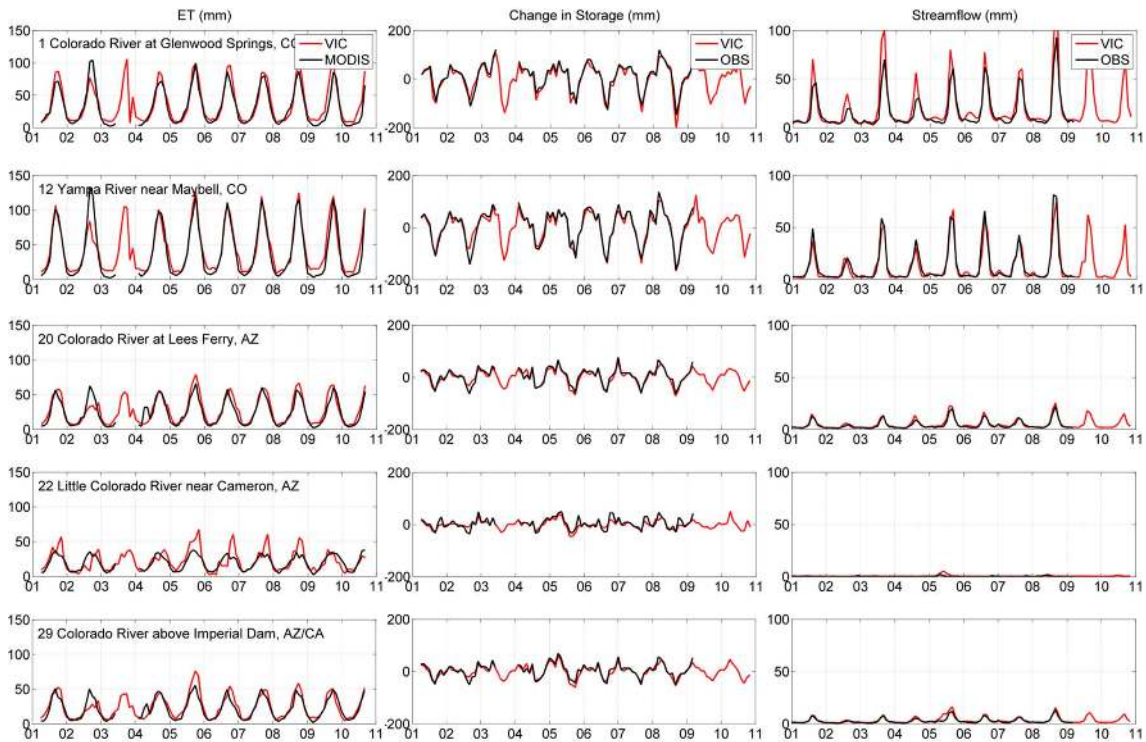 ET (mm)
Change in Storage (mm)
Streamflow (mm)
150
100
50
0
1 Colorado River at Glenwood Springs, CO
VIC
MODIS
01 02 03 04 05 06 07 08 09 10 11
200
0
-200
VIC
OBS
01 02 03 04 05 06 07 08 09 10 11
100
50
0
VIC
OBS
01 02 03 04 05 06 07 08 09 10 11
150
100
50
0
12 Yampa River near Maybell, CO
01 02 03 04 05 06 07 08 09 10 11
200
0
-200
01 02 03 04 05 06 07 08 09 10 11
100
50
0
01 02 03 04 05 06 07 08 09 10 11
150
100
50
0
20 Colorado River at Lees Ferry, AZ
01 02 03 04 05 06 07 08 09 10 11
200
0
-200
01 02 03 04 05 06 07 08 09 10 11
100
50
0
01 02 03 04 05 06 07 08 09 10 11
150
100
50
0
22 Little Colorado River near Cameron, AZ
01 02 03 04 05 06 07 08 09 10 11
200
0
-200
01 02 03 04 05 06 07 08 09 10 11
100
50
0
01 02 03 04 05 06 07 08 09 10 11
150
100
50
0
29 Colorado River above Imperial Dam, AZ/CA
01 02 03 04 05 06 07 08 09 10 11
200
0
-200
01 02 03 04 05 06 07 08 09 10 11
100
50
0
01 02 03 04 05 06 07 08 09 10 11